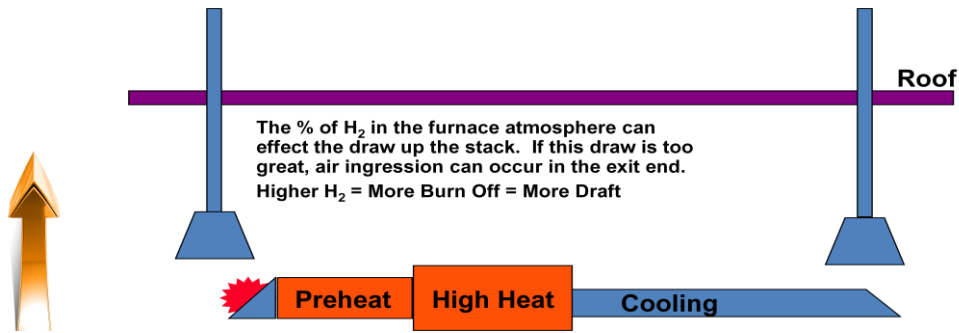 Roof
The % of H₂ in the furnace atmosphere can
effect the draw up the stack. If this draw is too
great, air ingression can occur in the exit end.
Higher H₂ = More Burn Off = More Draft
Preheat
High Heat
Cooling